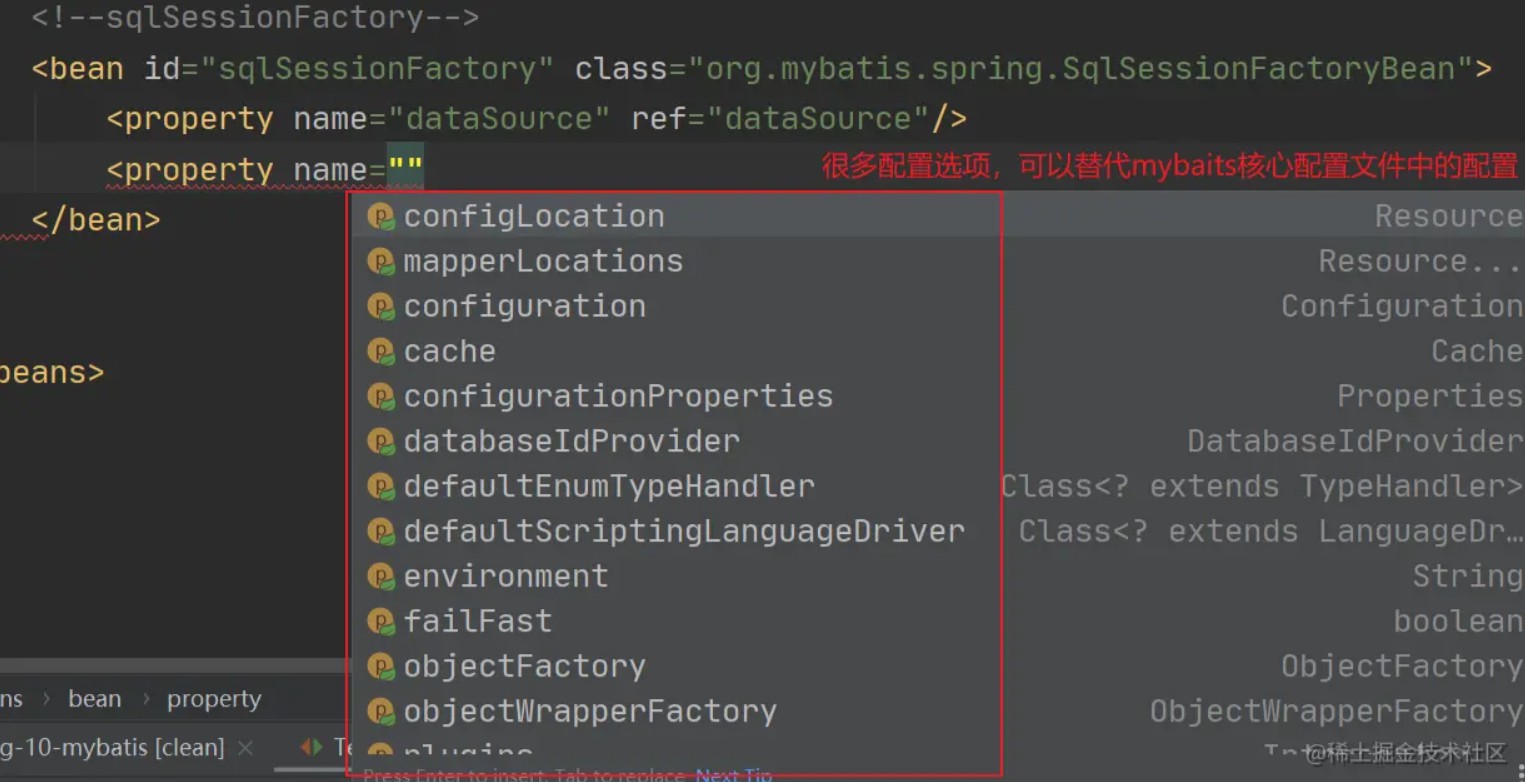 <!--sqlSessionFactory-->
<bean id="sqlSessionFactory" class="org.mybatis.spring.SqlSessionFactoryBean">
<property name="dataSource" ref="dataSource"/>
<property name=""
很多配置选项，可以替代mybaits核心配置文件中的配置
</bean>
configLocation Resource
mapperLocations Resource...
configuration Configuration
cache Cache
beans>
configurationProperties Properties
databaseIdProvider DatabaseIdProvider
defaultEnumTypeHandler Class<? extends TypeHandler>
defaultScriptingLanguageDriver Class<? extends LanguageDr…
environment String
failFast boolean
objectFactory ObjectFactory
ns › bean › property
objectWrapperFactory ObjectWrapperFactory
g-10-mybatis [clean] × Te
plugins
@稀土掘金技术社区
Press Enter to insert, Tab to replace Next Tip